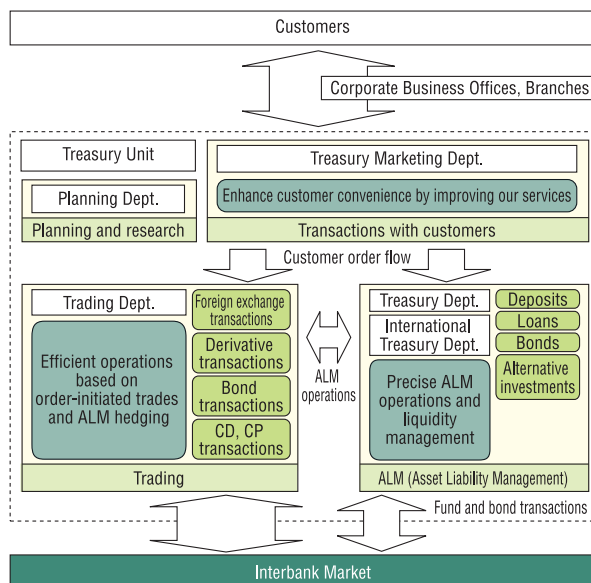 Customers
Corporate Business Offices, Branches
Treasury Unit
Treasury Marketing Dept.
Planning Dept.
Enhance customer convenience by improving our services
Planning and research
Transactions with customers
Customer order flow
Trading Dept.
Foreign exchange
transactions
Derivative
transactions
Bond
transactions
CD, CP
transactions
Efficient operations
based on
order-initiated trades
and ALM hedging
Trading
ALM
operations
Treasury Dept.
International
Treasury Dept.
Deposits
Loans
Bonds
Alternative
investments
Precise ALM
operations and
liquidity
management
ALM (Asset Liability Management)
Fund and bond transactions
Interbank Market